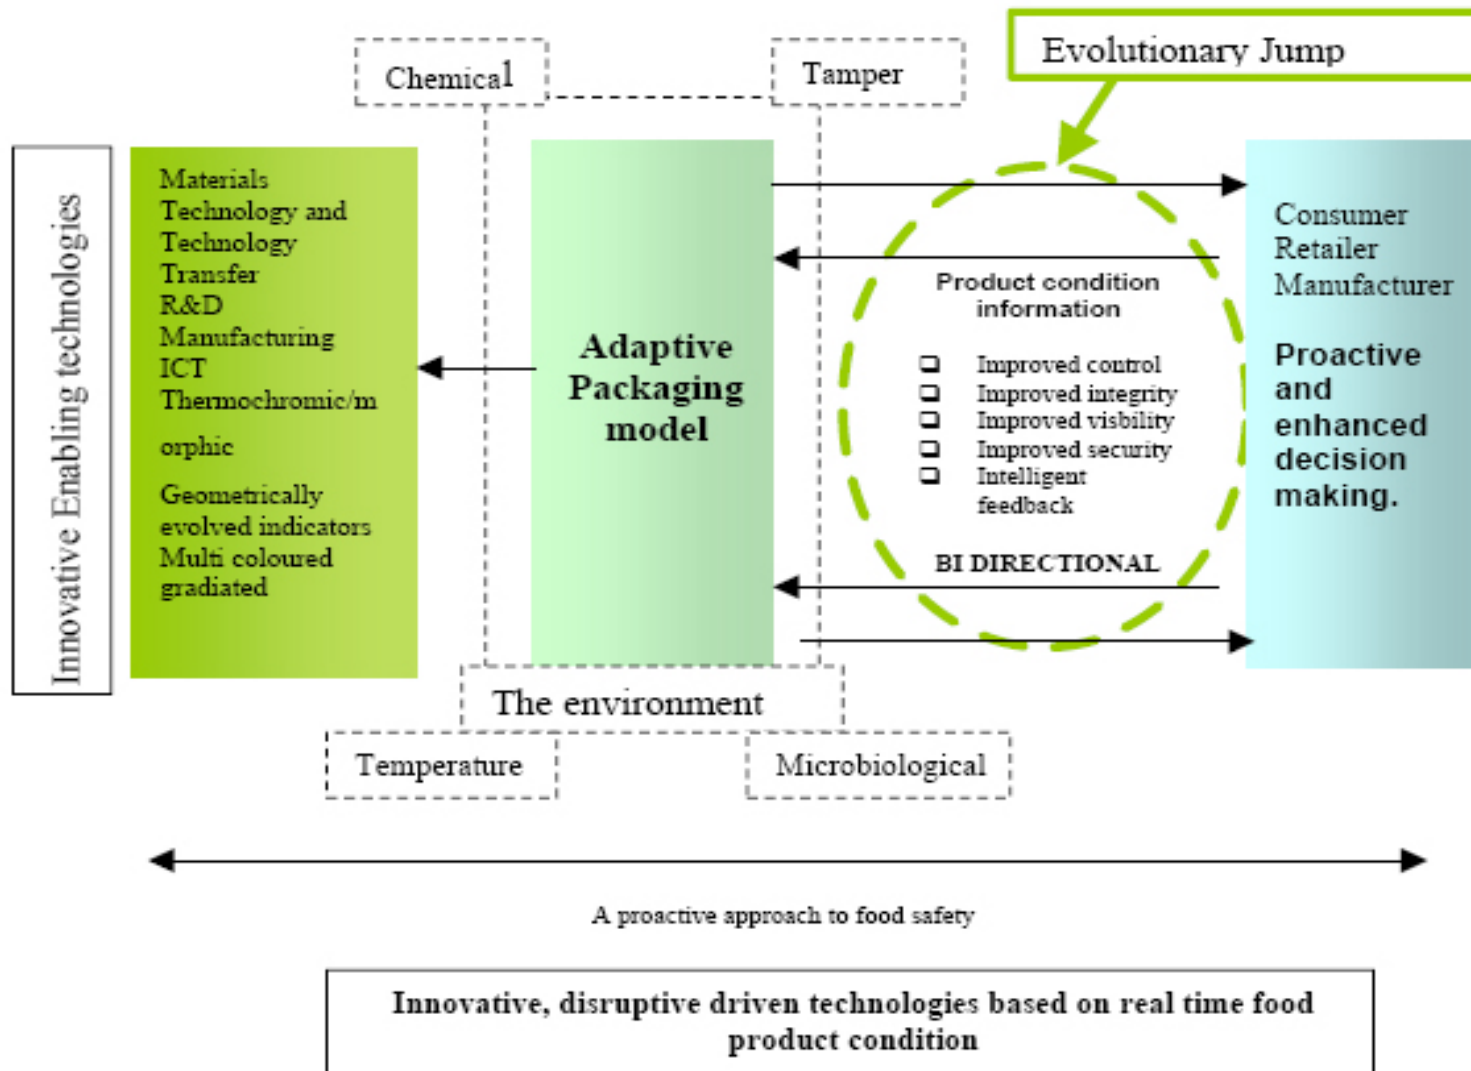 Evolutionary Jump
Chemical
Tamper
Innovative Enabling technologies
Materials
Technology and
Technology
Transfer
R&D
Manufacturing
ICT
Thermochromic/m
orphic
Geometrically
evolved indicators
Multi coloured
gradiated
Adaptive
Packaging
model
Product condition
information
❑ Improved control
❑ Improved integrity
❑ Improved visbility
❑ Improved security
❑ Intelligent
feedback
BI DIRECTIONAL
Consumer
Retailer
Manufacturer
Proactive
and
enhanced
decision
making.
The environment
Temperature
Microbiological
A proactive approach to food safety
Innovative, disruptive driven technologies based on real time food
product condition